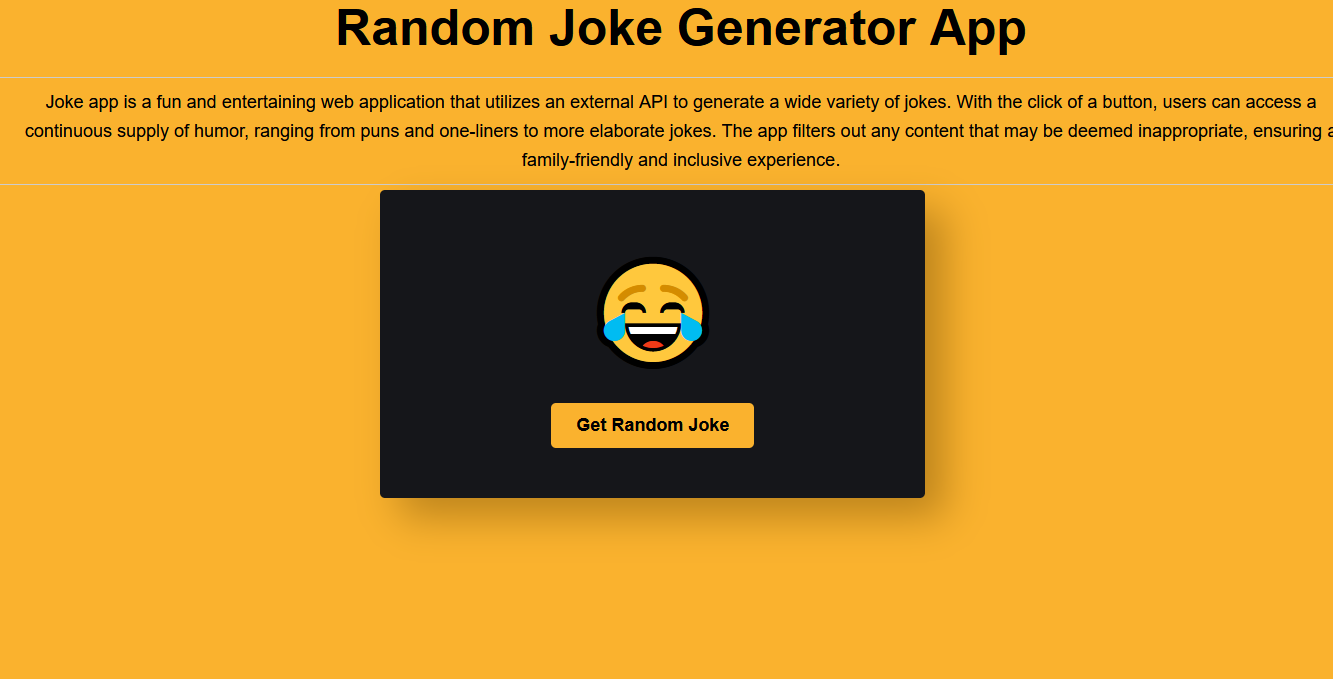 Random Joke Generator App
Joke app is a fun and entertaining web application that utilizes an external API to generate a wide variety of jokes. With the click of a button, users can access a
continuous supply of humor, ranging from puns and one-liners to more elaborate jokes. The app filters out any content that may be deemed inappropriate, ensuring a
family-friendly and inclusive experience.
Get Random Joke